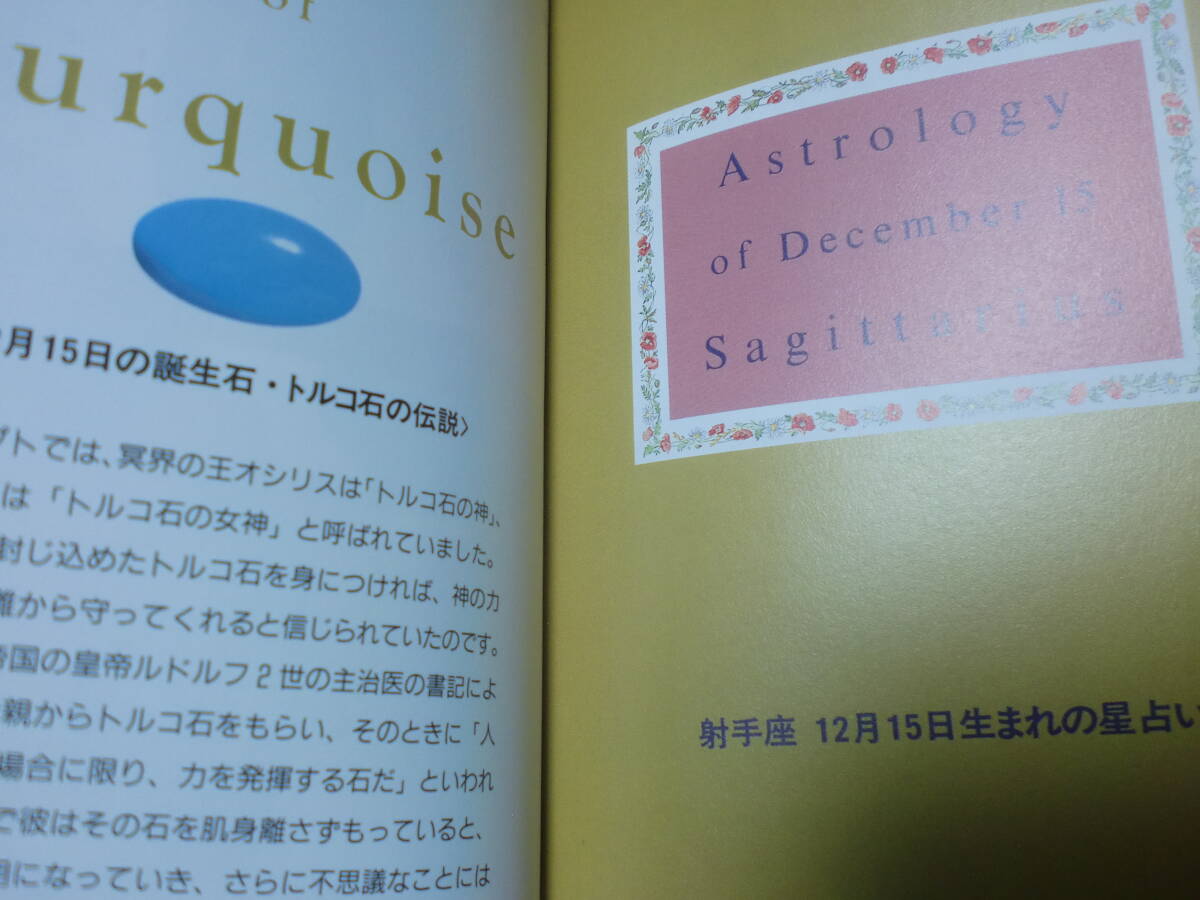 of
urquoise
月15日の誕生石・トルコ石の伝説〉
トでは、冥界の王オシリスは「トルコ石の神」、
は「トルコ石の女神」と呼ばれていました。
封じ込めたトルコ石を身につければ、神の力
難から守ってくれると信じられていたのです。
帝国の皇帝ルドルフ2世の主治医の書記によ
親からトルコ石をもらい、そのときに「人
場合に限り、力を発揮する石だ」といわれ
で彼はその石を肌身離さずもっていると、
になっていき、さらに不思議なことには
Astrology
of December 15
Sagittarius
射手座 12月15日生まれの星占い